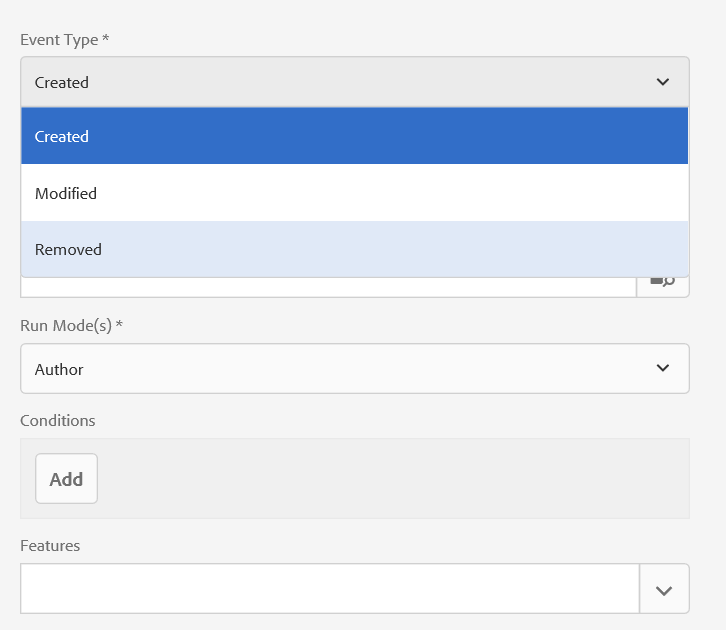 Event Type *
Created
Created
Modified
Removed
Run Mode(s) *
Author
Conditions
Add
Features